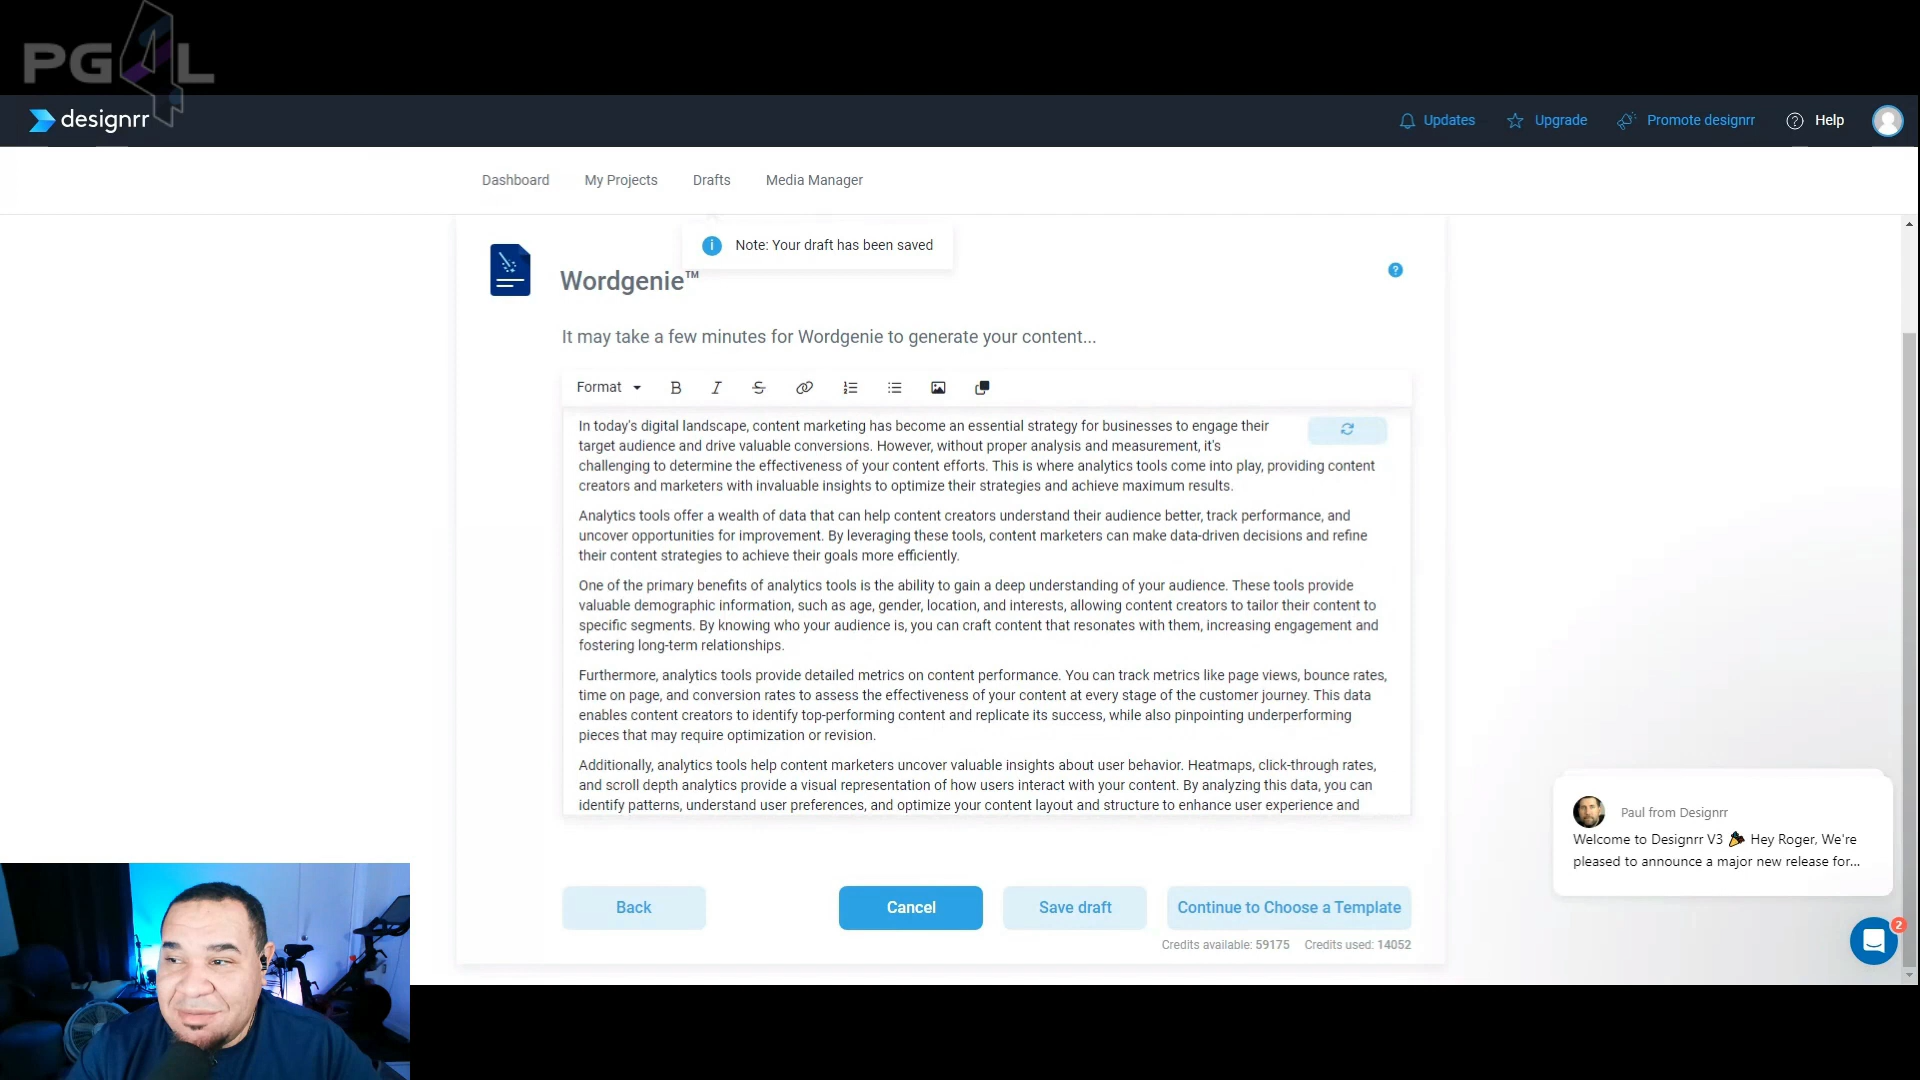 PG4L
designrr
Updates
Upgrade
Promote designrr
? Help
Dashboard
My Projects
Drafts
Media Manager
i Note: Your draft has been saved
Wordgenie™
?
It may take a few minutes for Wordgenie to generate your content...
Format B I S
In today's digital landscape, content marketing has become an essential strategy for businesses to engage their
target audience and drive valuable conversions. However, without proper analysis and measurement, it's
challenging to determine the effectiveness of your content efforts. This is where analytics tools come into play, providing content
creators and marketers with invaluable insights to optimize their strategies and achieve maximum results.
Analytics tools offer a wealth of data that can help content creators understand their audience better, track performance, and
uncover opportunities for improvement. By leveraging these tools, content marketers can make data-driven decisions and refine
their content strategies to achieve their goals more efficiently.
One of the primary benefits of analytics tools is the ability to gain a deep understanding of your audience. These tools provide
valuable demographic information, such as age, gender, location, and interests, allowing content creators to tailor their content to
specific segments. By knowing who your audience is, you can craft content that resonates with them, increasing engagement and
fostering long-term relationships.
Furthermore, analytics tools provide detailed metrics on content performance. You can track metrics like page views, bounce rates,
time on page, and conversion rates to assess the effectiveness of your content at every stage of the customer journey. This data
enables content creators to identify top-performing content and replicate its success, while also pinpointing underperforming
pieces that may require optimization or revision.
Additionally, analytics tools help content marketers uncover valuable insights about user behavior. Heatmaps, click-through rates,
and scroll depth analytics provide a visual representation of how users interact with your content. By analyzing this data, you can
identify patterns, understand user preferences, and optimize your content layout and structure to enhance user experience and
Back
Cancel
Save draft
Continue to Choose a Template
Credits available: 59175 Credits used: 14052
Paul from Designrr
Welcome to Designrr V3 🎉 Hey Roger, We're
pleased to announce a major new release for...
2